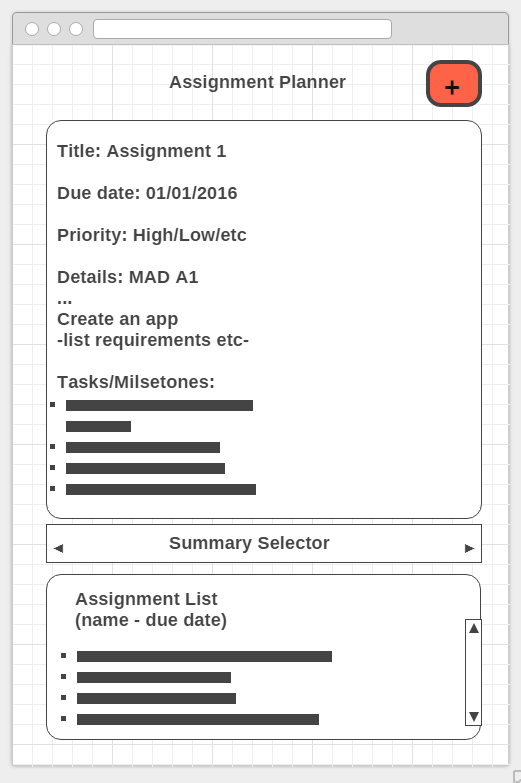 Assignment Planner
+
Title: Assignment 1
Due date: 01/01/2016
Priority: High/Low/etc
Details: MAD A1
...
Create an app
-list requirements etc-
Tasks/Milsetones:
Summary Selector
Assignment List
(name - due date)